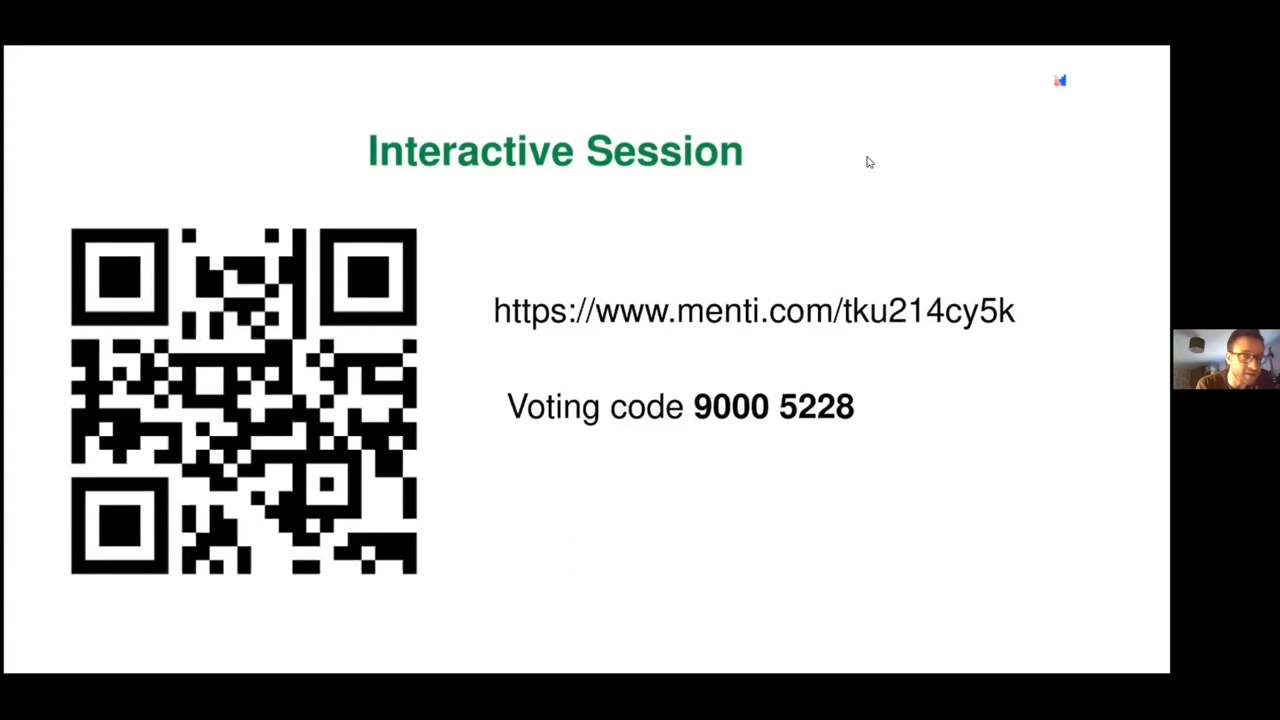 Interactive Session
https://www.menti.com/tku214cy5k
Voting code 9000 5228